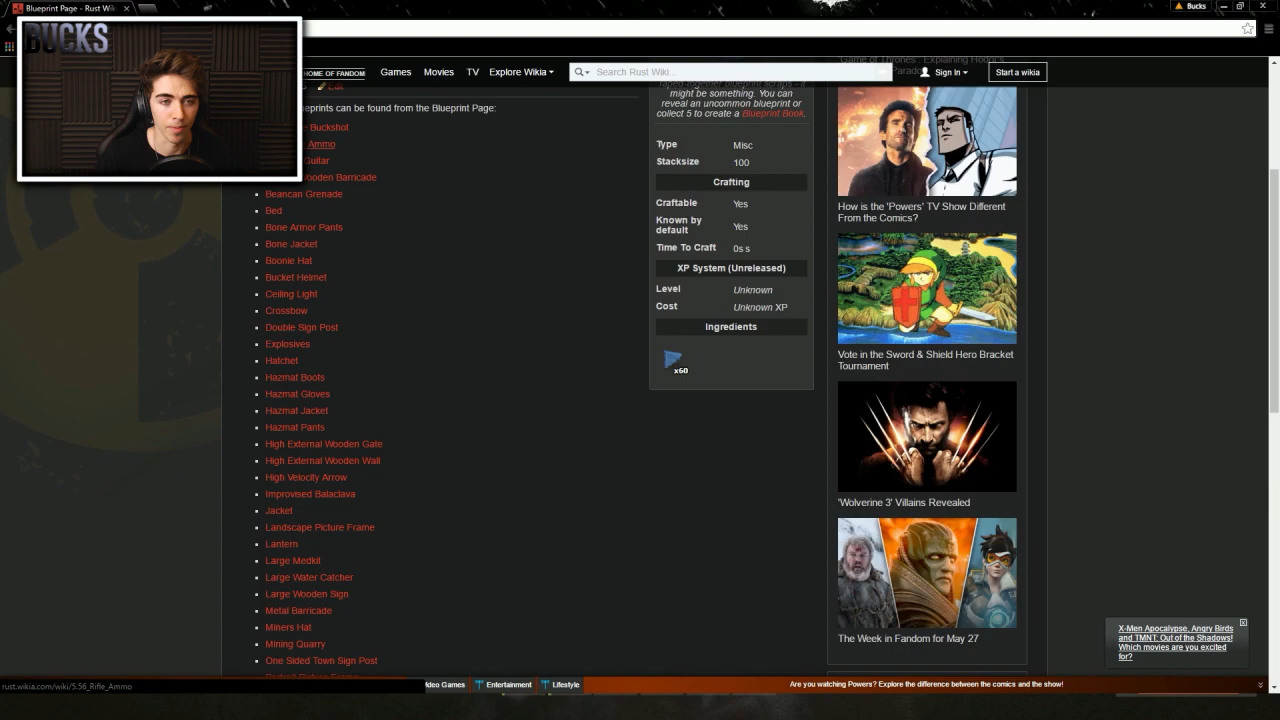 Blueprint Page - Rust Wi
Bucks
BUCKS
HOME OF FANDOM
Games
Movies
TV
Explore Wikia
Search Rust Wiki...
Sign In
Start a wikia
'Game of Thrones': Explaining Hodor's
Parado
Edit
eprints can be found from the Blueprint Page:
Buckshot
Ammo
Guitar
ooden Barricade
Beancan Grenade
Bed
Bone Armor Pants
Bone Jacket
Boonie Hat
Bucket Helmet
Ceiling Light
Crossbow
Double Sign Post
Explosives
Hatchet
Hazmat Boots
Hazmat Gloves
Hazmat Jacket
Hazmat Pants
High External Wooden Gate
High External Wooden Wall
High Velocity Arrow
Improvised Balaclava
Jacket
Landscape Picture Frame
Lantern
Large Medkit
Large Water Catcher
Large Wooden Sign
Metal Barricade
Miners Hat
Mining Quarry
One Sided Town Sign Post
taped-together blueprint scraps - it
might be something. You can
reveal an uncommon blueprint or
collect 5 to create a Blueprint Book.
Type Misc
Stacksize 100
Crafting
Craftable Yes
Known by
default Yes
Time To Craft 0s s
XP System (Unreleased)
Level Unknown
Cost Unknown XP
Ingredients
x60
How is the 'Powers' TV Show Different
From the Comics?
Vote in the Sword & Shield Hero Bracket
Tournament
'Wolverine 3' Villains Revealed
The Week in Fandom for May 27
X-Men Apocalypse, Angry Birds
and TMNT: Out of the Shadows!
Which movies are you excited
for?
rust.wikia.com/wiki/5.56_Rifle_Ammo
ideo Games
Entertainment
Lifestyle
Are you watching Powers? Explore the difference between the comics and the show!